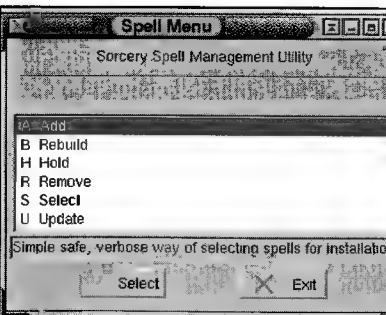 Spell Menu
Sorcery Spell Management Utility
A Add
B Rebuild
H Hold
R Remove
S Select
U Update
Simple safe, verbose way of selecting spells for installatio
Select
Exit